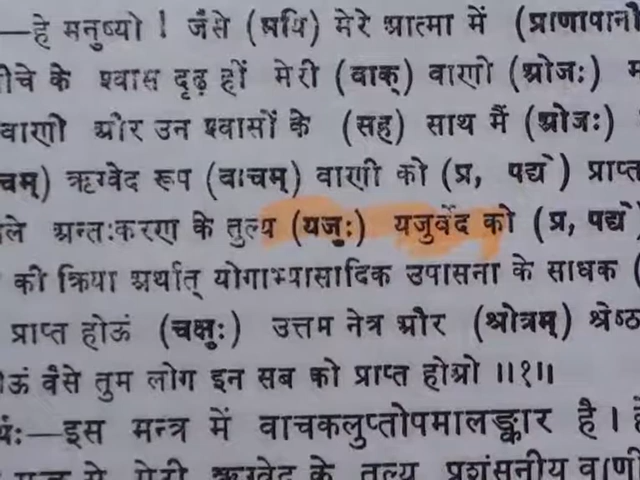 —हे मनुष्यो ! जैसे (मयि) मेरे आत्मा में (प्राणापानौ
नीचे के श्वास दृढ़ हों मेरी (वाक्) वाणी (ओजः)
वाणी और उन श्वासों के (सह) साथ मैं (ओजः)
चम्) ऋग्वेद रूप (वाचम्) वाणी को (प्र, पद्ये) प्राप्त
ले अन्तःकरण के तुल्य (यजुः) यजुर्वेद को (प्र, पद्ये)
की क्रिया अर्थात् योगाभ्यासादिक उपासना के साधक (
प्राप्त होऊं (चक्षुः) उत्तम नेत्र और (श्रोत्रम्) श्रेष्ठ
ोऊं वैसे तुम लोग इन सब को प्राप्त होओ ॥१॥
र्थः—इस मन्त्र में वाचकलुप्तोपमालङ्कार है । हे
मेरी ऋग्वेद के तुल्य प्रशंसनीय वाणी